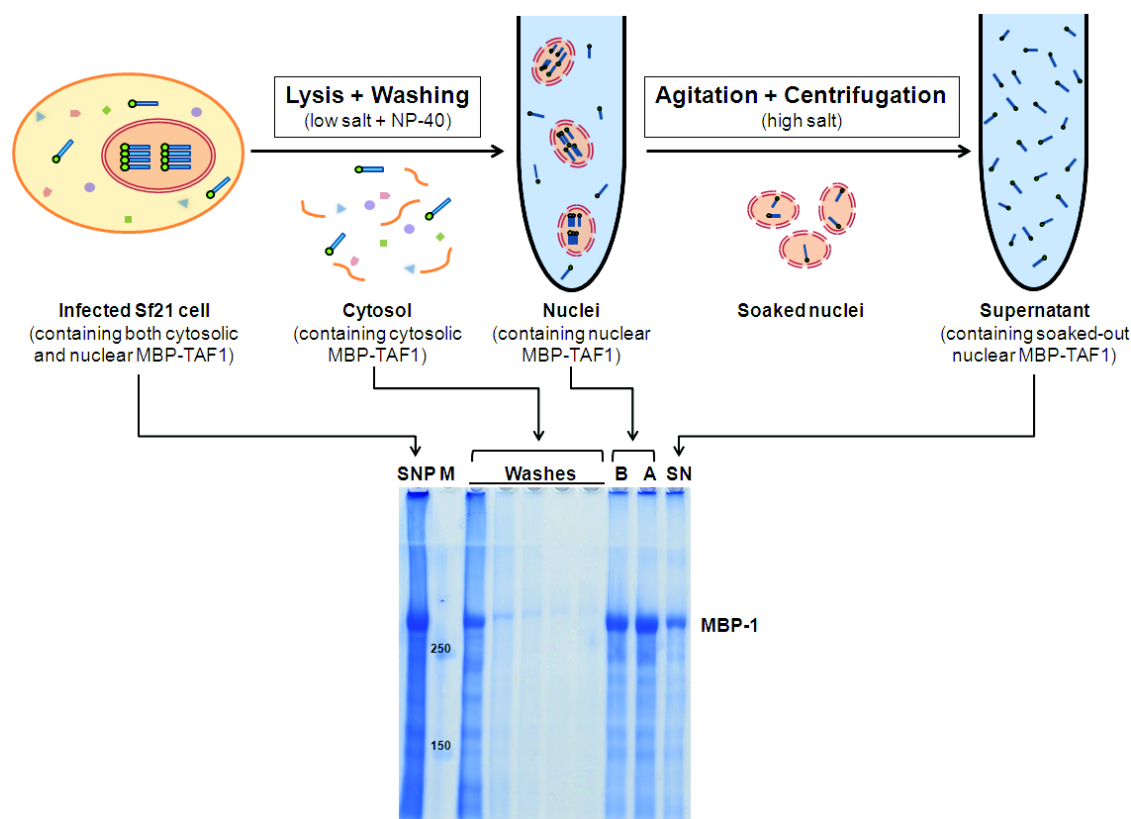 Lysis + Washing
(low salt + NP-40)
Agitation + Centrifugation
(high salt)
Infected Sf21 cell
(containing both cytosolic
and nuclear MBP-TAF1)
Cytosol
(containing cytosolic
MBP-TAF1)
Nuclei
(containing nuclear
MBP-TAF1)
Soaked nuclei
Supernatant
(containing soaked-out
nuclear MBP-TAF1)
SNP M Washes B A SN
MBP-1
250
150